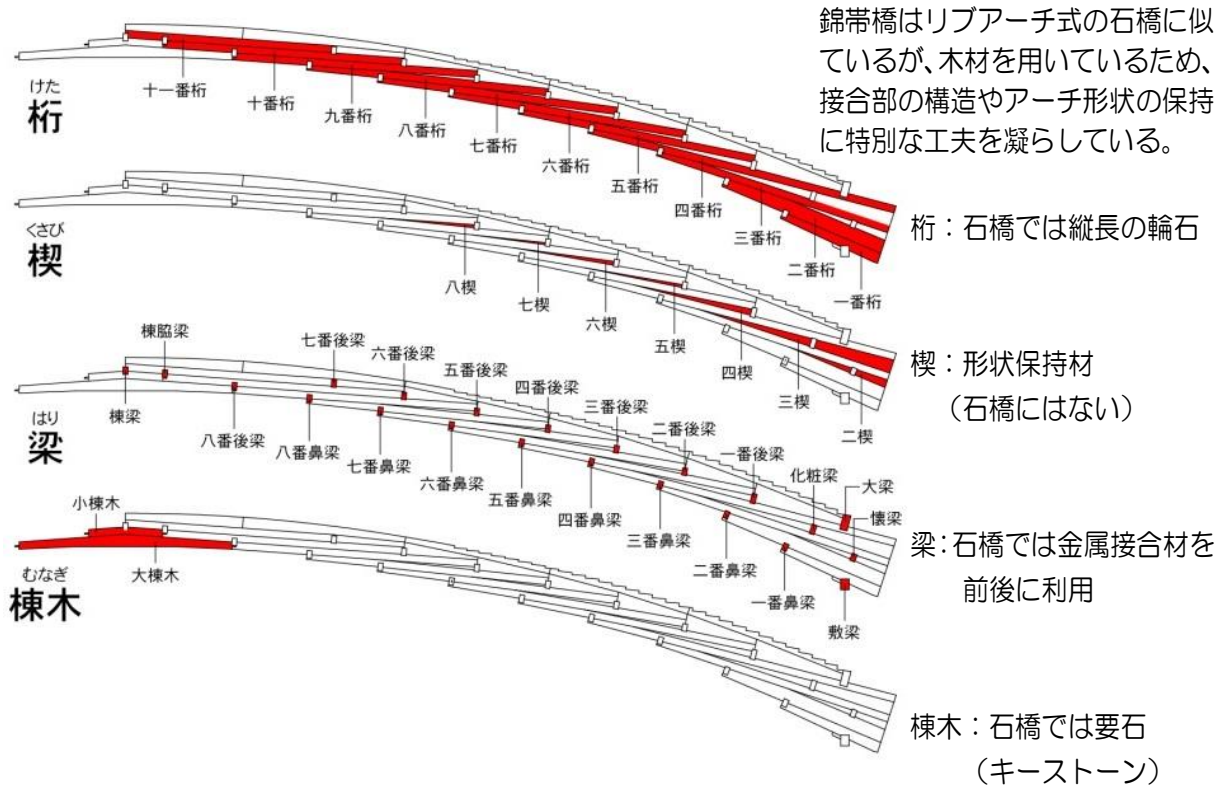 錦帯橋はリブアーチ式の石橋に似
ているが、木材を用いているため、
接合部の構造やアーチ形状の保持
に特別な工夫を凝らしている。
けた
桁
十一番桁
十番桁
九番桁
八番桁
七番桁
六番桁
五番桁
四番桁
三番桁
二番桁
一番桁
桁：石橋では縦長の輪石
くさび
楔
八楔
七楔
六楔
五楔
四楔
三楔
二楔
楔：形状保持材
（石橋にはない）
はり
梁
棟脇梁
七番後梁
六番後梁
五番後梁
四番後梁
三番後梁
二番後梁
一番後梁
化粧梁
大梁
懐梁
棟梁
八番後梁
八番鼻梁
七番鼻梁
六番鼻梁
五番鼻梁
四番鼻梁
三番鼻梁
二番鼻梁
一番鼻梁
敷梁
梁：石橋では金属接合材を
前後に利用
むなぎ
棟木
小棟木
大棟木
棟木：石橋では要石
（キーストーン）